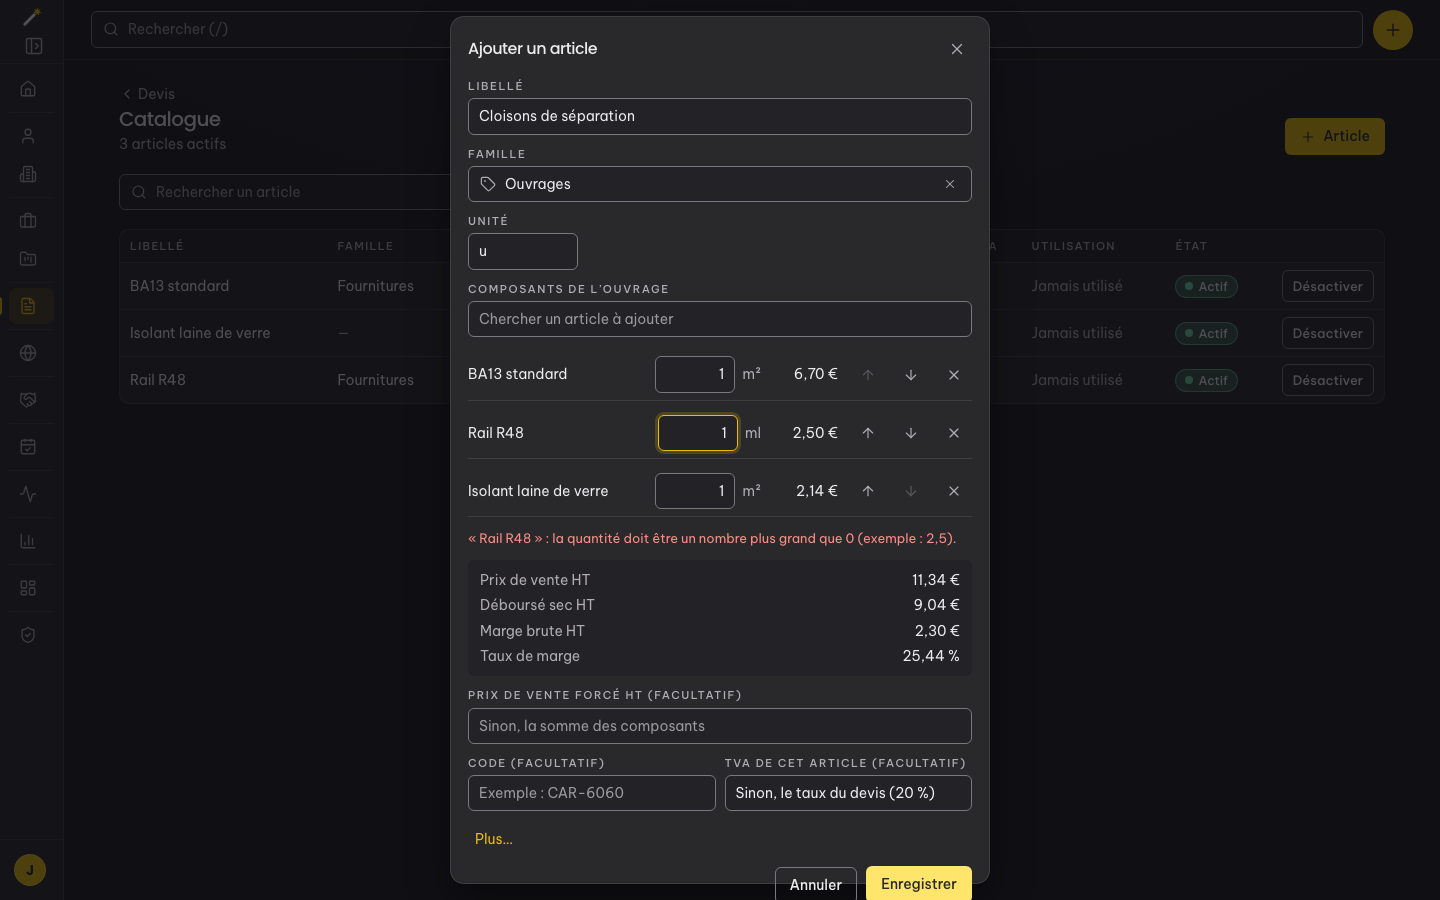 Rechercher (/)
Devis
Catalogue
3 articles actifs
Article
Rechercher un article
LIBELLÉ
FAMILLE
A
UTILISATION
ÉTAT
BA13 standard
Fournitures
Jamais utilisé
Actif
Désactiver
Isolant laine de verre
—
Jamais utilisé
Actif
Désactiver
Rail R48
Fournitures
Jamais utilisé
Actif
Désactiver
J
Ajouter un article
LIBELLÉ
Cloisons de séparation
FAMILLE
Ouvrages
UNITÉ
u
COMPOSANTS DE L'OUVRAGE
Chercher un article à ajouter
BA13 standard 1 m² 6,70 €
Rail R48 1 ml 2,50 €
Isolant laine de verre 1 m² 2,14 €
« Rail R48 » : la quantité doit être un nombre plus grand que 0 (exemple : 2,5).
Prix de vente HT 11,34 €
Déboursé sec HT 9,04 €
Marge brute HT 2,30 €
Taux de marge 25,44 %
PRIX DE VENTE FORCÉ HT (FACULTATIF)
Sinon, la somme des composants
CODE (FACULTATIF)
Exemple : CAR-6060
TVA DE CET ARTICLE (FACULTATIF)
Sinon, le taux du devis (20 %)
Plus...
Annuler
Enregistrer